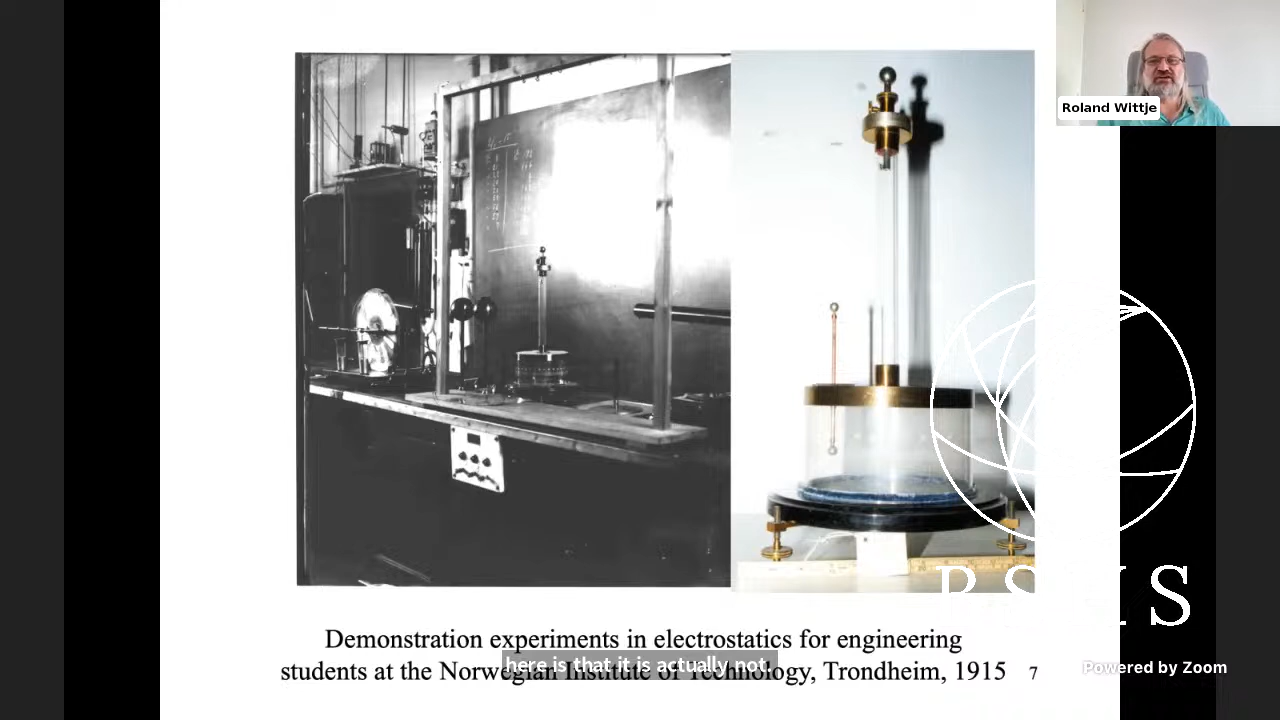 Roland Wittje
Demonstration experiments in electrostatics for engineering
students at the Norwegian Institute of Technology, Trondheim, 1915
7
here is that it is actually not.
Powered by Zoom